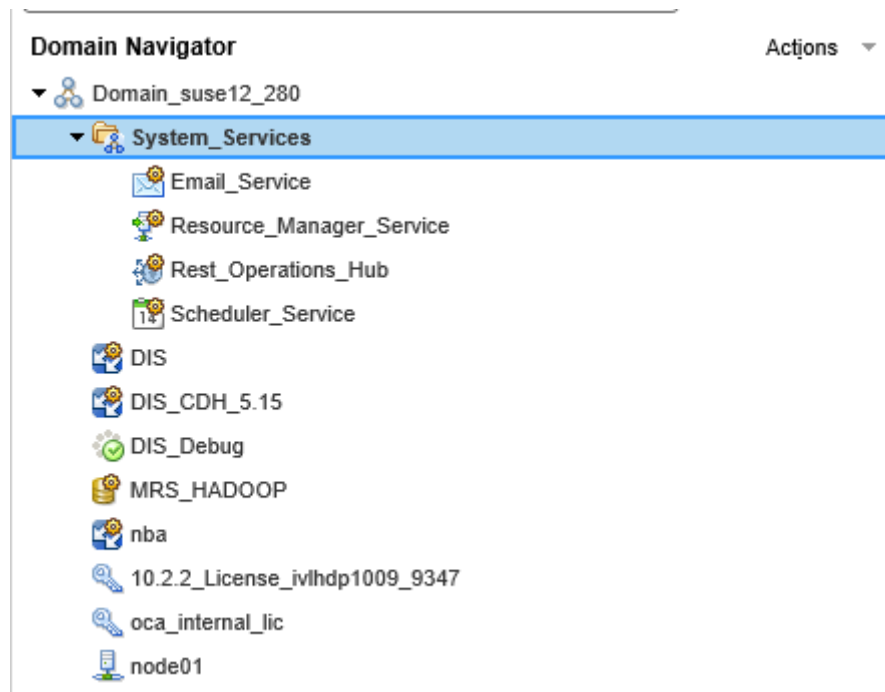 Domain Navigator Actions
Domain_suse12_280
System_Services
Email_Service
Resource_Manager_Service
Rest_Operations_Hub
14 Scheduler_Service
DIS
DIS_CDH_5.15
DIS_Debug
MRS_HADOOP
nba
10.2.2_License_ivlhdp1009_9347
oca_internal_lic
node01